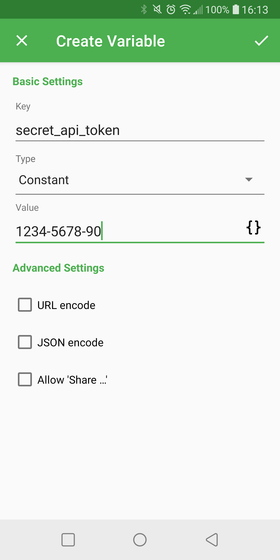 100% 16:13
Create Variable
Basic Settings
Key
secret_api_token
Type
Constant
Value
1234-5678-90
{}
Advanced Settings
URL encode
JSON encode
Allow 'Share ...'